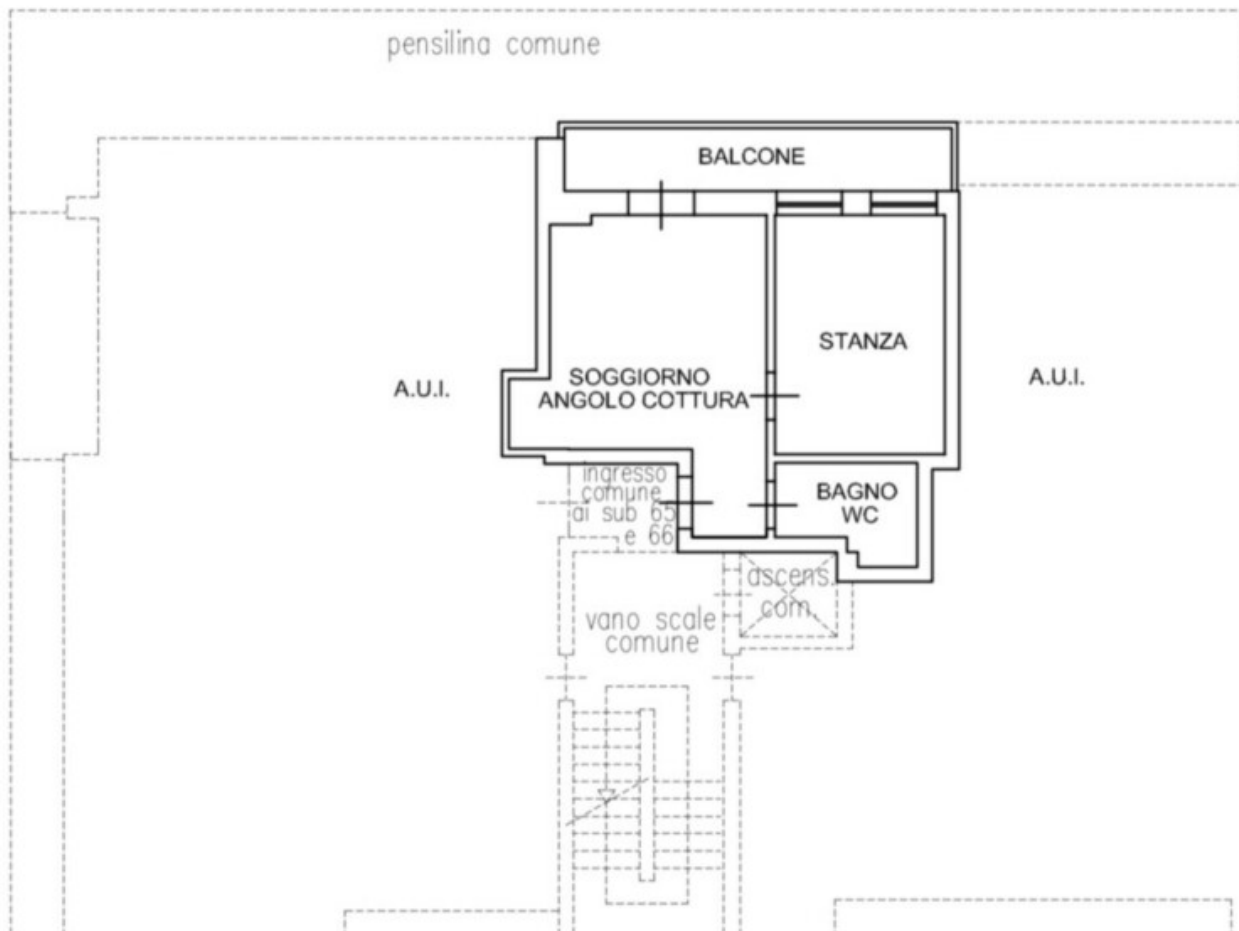 pensilina comune
BALCONE
STANZA
A.U.I.
SOGGIORNO
ANGOLO COTTURA
A.U.I.
ingresso
comune
ai sub 65
e 66
BAGNO
WC
ascens.
com.
vano scale
comune